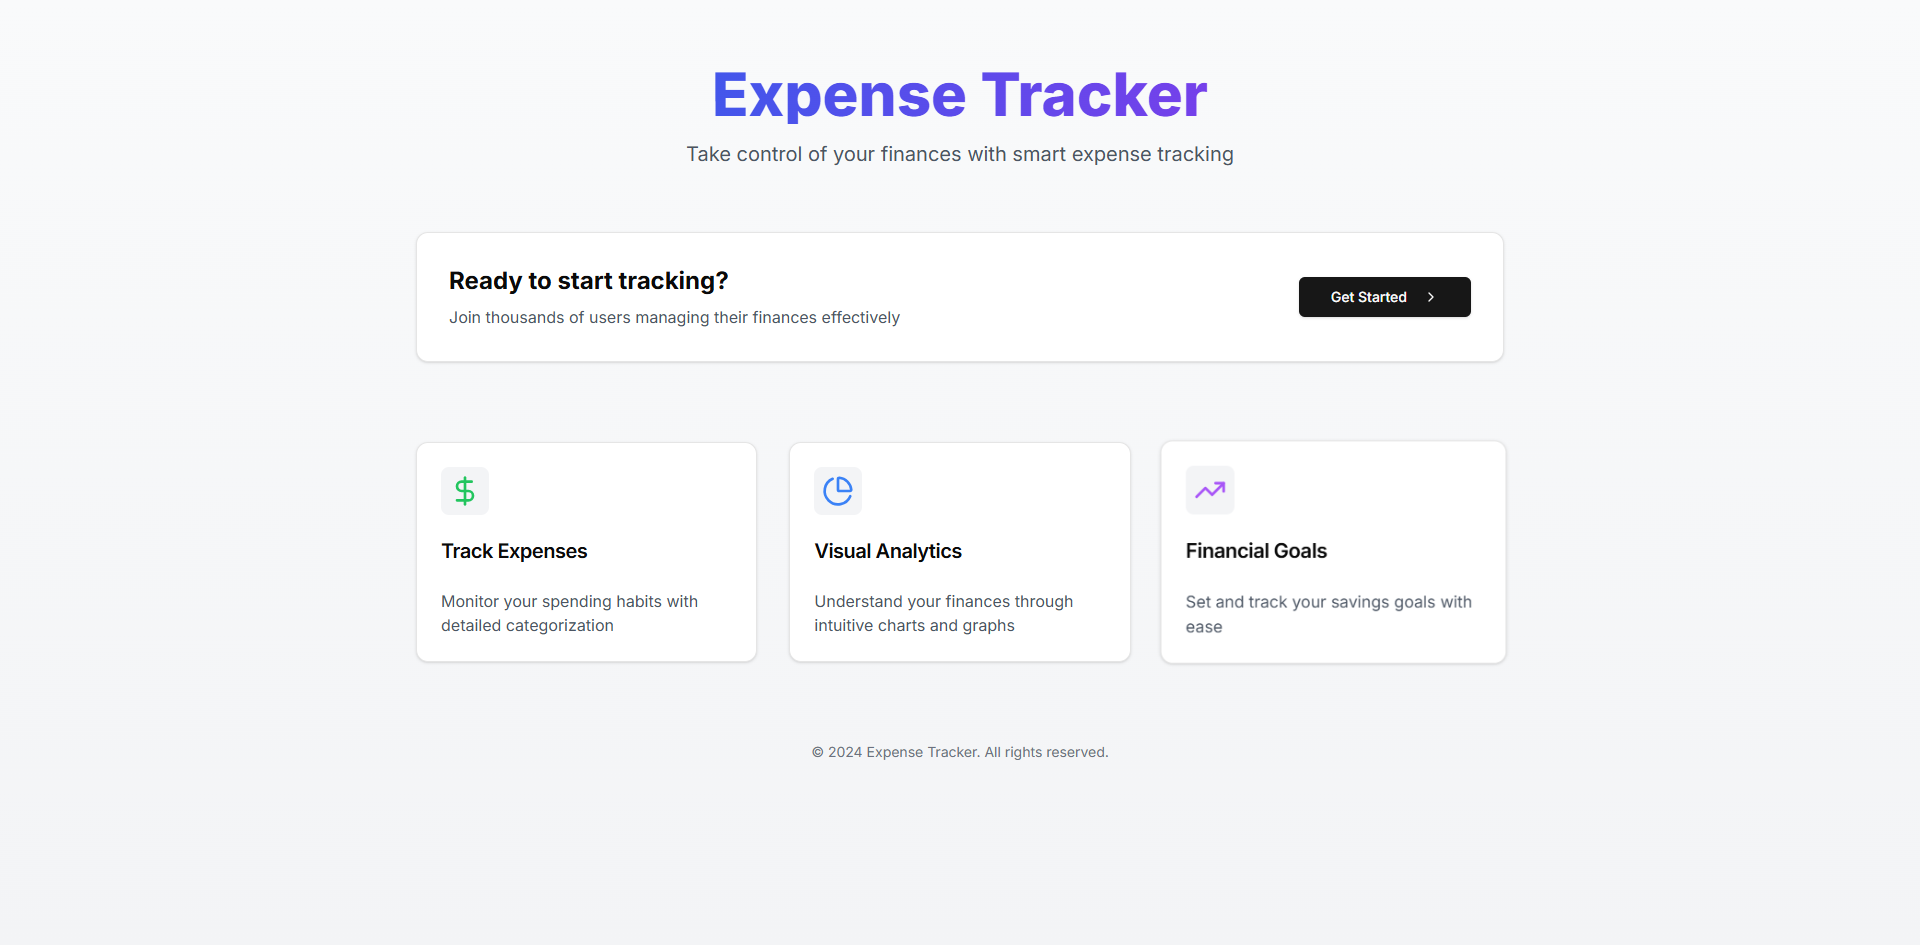 Expense Tracker
Take control of your finances with smart expense tracking
Ready to start tracking?
Join thousands of users managing their finances effectively
Get Started
Track Expenses
Monitor your spending habits with
detailed categorization
Visual Analytics
Understand your finances through
intuitive charts and graphs
Financial Goals
Set and track your savings goals with
ease
© 2024 Expense Tracker. All rights reserved.